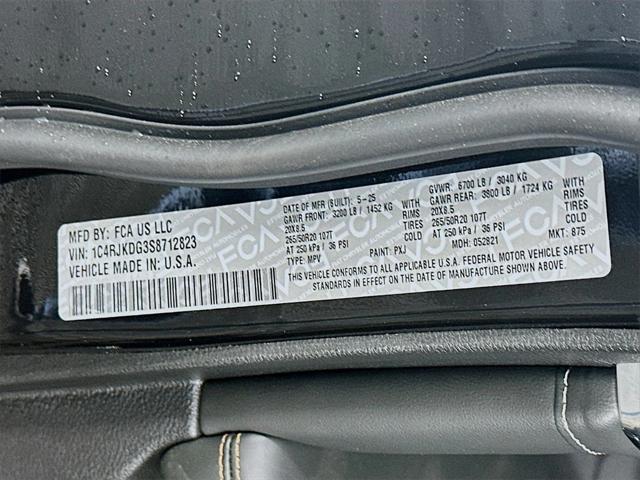 MFD BY: FCA US LLC
VIN: 1C4RJKDG3S8712823
VEHICLE MADE IN: U.S.A.
DATE OF MFR (BUILT): 5-25 GVWR: 6700 LB / 3040 KG
GAWR FRONT: 3200 LB / 1452 KG WITH GAWR REAR: 3800 LB / 1724 KG WITH
20X8.5 RIMS 20X8.5 RIMS
265/50R20 107T TIRES 265/50R20 107T TIRES
AT 250 kPA / 36 PSI COLD AT 250 kPA / 36 PSI COLD
TYPE: MPV PAINT: PXJ MDH: 052821 MKT: 875
THIS VEHICLE CONFORMS TO ALL APPLICABLE U.S.A. FEDERAL MOTOR VEHICLE SAFETY
STANDARDS IN EFFECT ON THE DATE OF MANUFACTURE SHOWN ABOVE